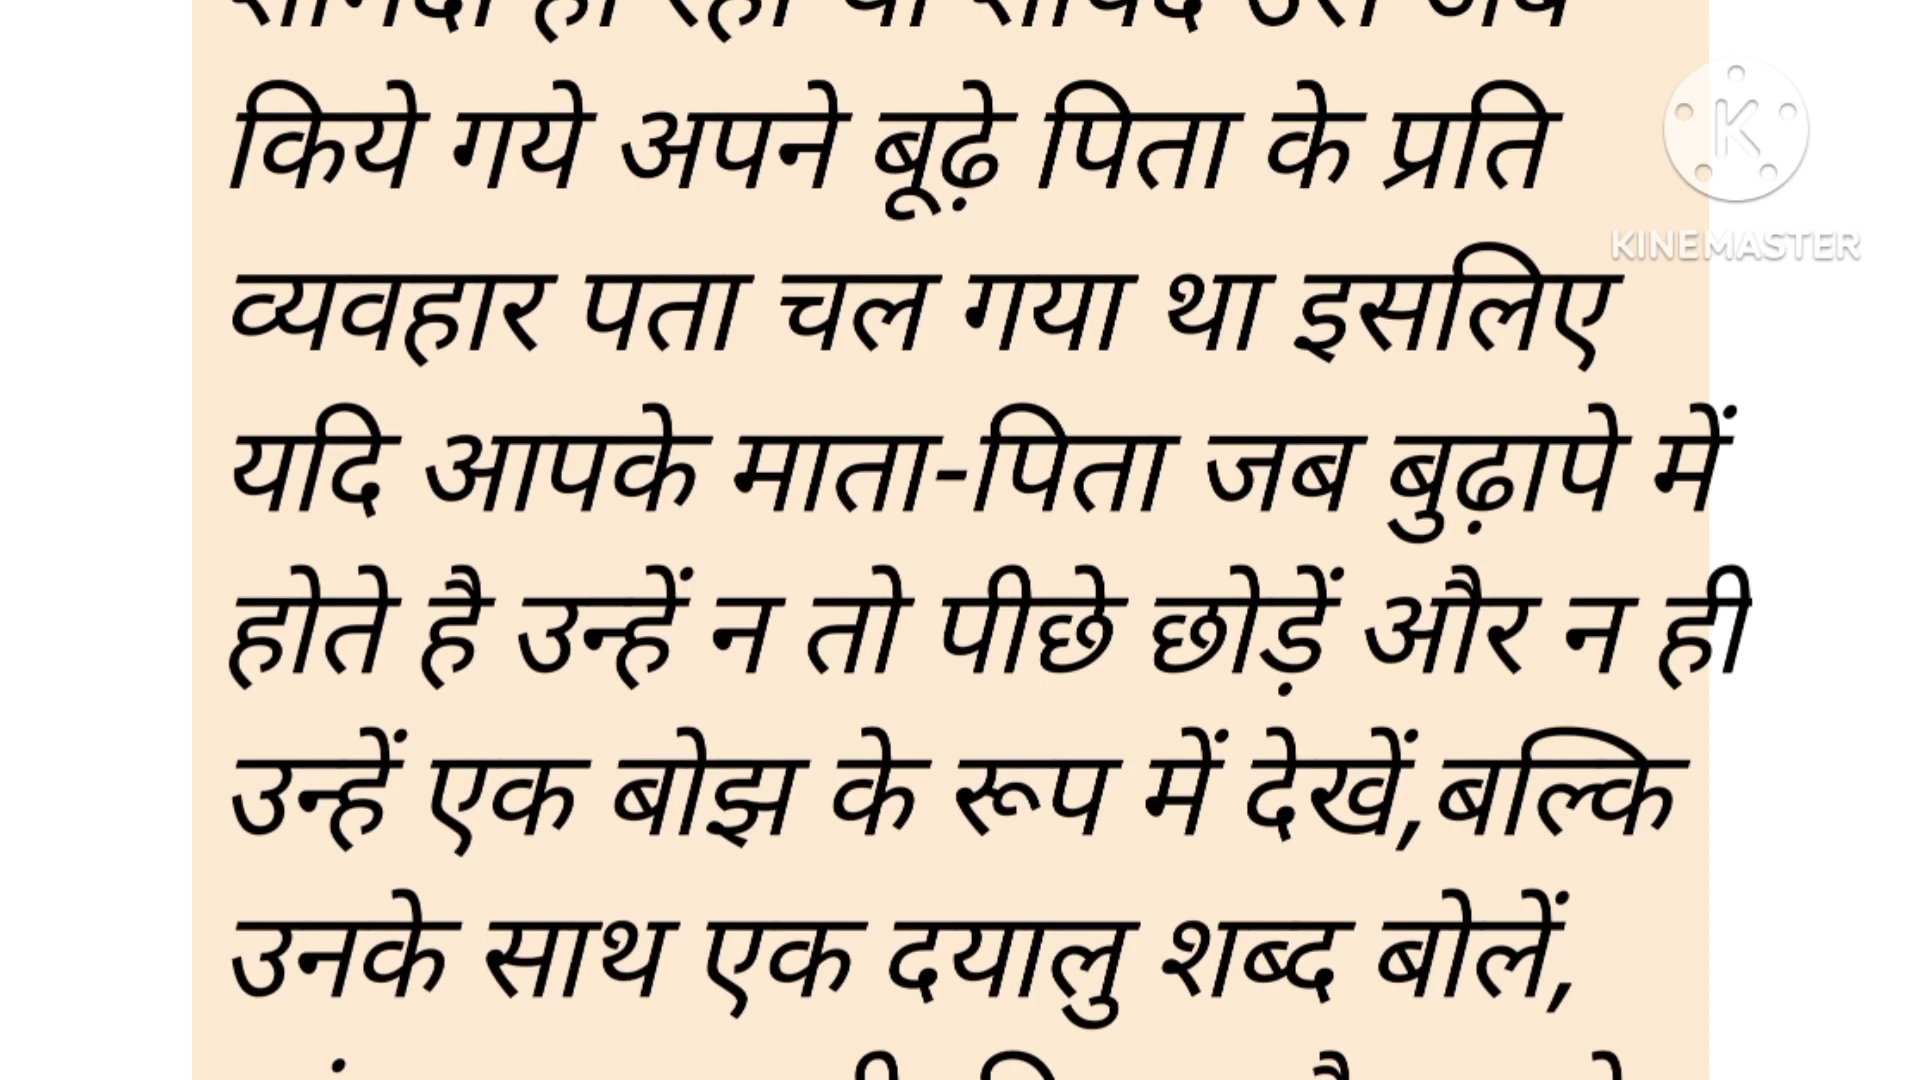 किये गये अपने बूढ़े पिता के प्रति
व्यवहार पता चल गया था इसलिए
यदि आपके माता-पिता जब बुढ़ापे में
होते है उन्हें न तो पीछे छोड़ें और न ही
उन्हें एक बोझ के रूप में देखें,बल्कि
उनके साथ एक दयालु शब्द बोलें,
K
KINEMASTER